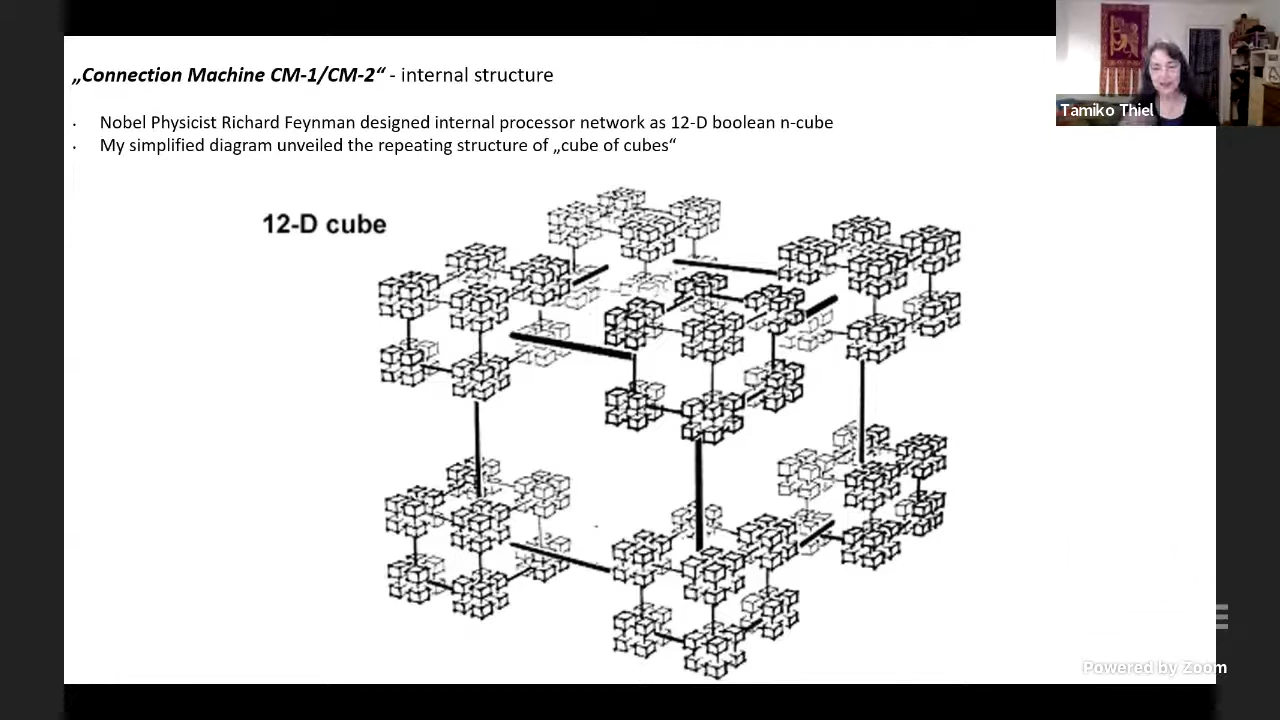 „Connection Machine CM-1/CM-2“ - internal structure
Tamiko Thiel
· Nobel Physicist Richard Feynman designed internal processor network as 12-D boolean n-cube
· My simplified diagram unveiled the repeating structure of „cube of cubes“
12-D cube
Powered by Zoom